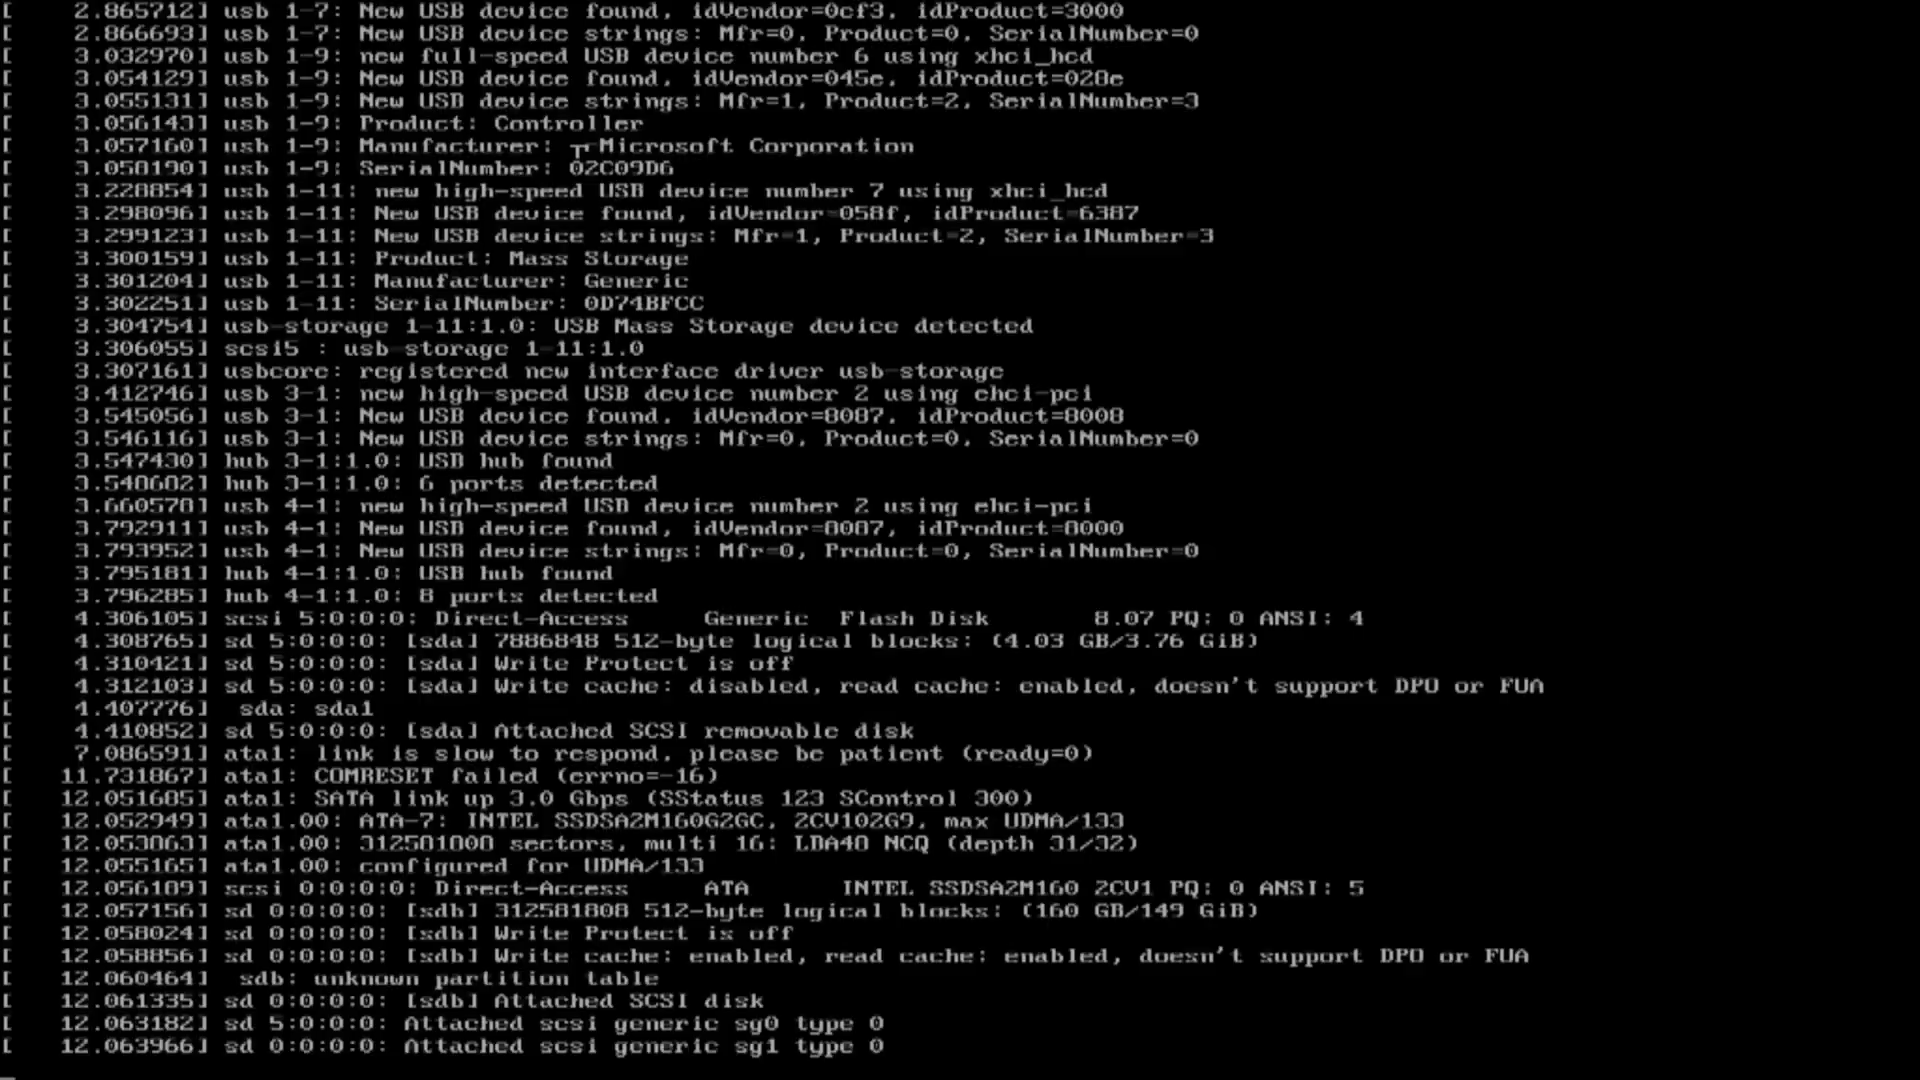 [    2.865712] usb 1-7: New USB device found, idVendor=0cf3, idProduct=3000
[    2.866693] usb 1-7: New USB device strings: Mfr=0, Product=0, SerialNumber=0
[    3.032970] usb 1-9: new full-speed USB device number 6 using xhci_hcd
[    3.054129] usb 1-9: New USB device found, idVendor=045e, idProduct=028e
[    3.055131] usb 1-9: New USB device strings: Mfr=1, Product=2, SerialNumber=3
[    3.056143] usb 1-9: Product: Controller
[    3.057160] usb 1-9: Manufacturer: ┬─Microsoft Corporation
[    3.058190] usb 1-9: SerialNumber: 02C09D6
[    3.228854] usb 1-11: new high-speed USB device number 7 using xhci_hcd
[    3.298096] usb 1-11: New USB device found, idVendor=058f, idProduct=6387
[    3.299123] usb 1-11: New USB device strings: Mfr=1, Product=2, SerialNumber=3
[    3.300159] usb 1-11: Product: Mass Storage
[    3.301204] usb 1-11: Manufacturer: Generic
[    3.302251] usb 1-11: SerialNumber: 0D74BFCC
[    3.304754] usb-storage 1-11:1.0: USB Mass Storage device detected
[    3.306055] scsi5 : usb-storage 1-11:1.0
[    3.307161] usbcore: registered new interface driver usb-storage
[    3.412746] usb 3-1: new high-speed USB device number 2 using ehci-pci
[    3.545056] usb 3-1: New USB device found, idVendor=8087, idProduct=8008
[    3.546116] usb 3-1: New USB device strings: Mfr=0, Product=0, SerialNumber=0
[    3.547430] hub 3-1:1.0: USB hub found
[    3.548602] hub 3-1:1.0: 6 ports detected
[    3.660578] usb 4-1: new high-speed USB device number 2 using ehci-pci
[    3.792911] usb 4-1: New USB device found, idVendor=8087, idProduct=8000
[    3.793952] usb 4-1: New USB device strings: Mfr=0, Product=0, SerialNumber=0
[    3.795181] hub 4-1:1.0: USB hub found
[    3.796285] hub 4-1:1.0: 8 ports detected
[    4.306105] scsi 5:0:0:0: Direct-Access     Generic  Flash Disk       8.07 PQ: 0 ANSI: 4
[    4.308765] sd 5:0:0:0: [sda] 7886848 512-byte logical blocks: (4.03 GB/3.76 GiB)
[    4.310421] sd 5:0:0:0: [sda] Write Protect is off
[    4.312103] sd 5:0:0:0: [sda] Write cache: disabled, read cache: enabled, doesn't support DPO or FUA
[    4.407776]  sda: sda1
[    4.410852] sd 5:0:0:0: [sda] Attached SCSI removable disk
[    7.086591] ata1: link is slow to respond, please be patient (ready=0)
[   11.731867] ata1: COMRESET failed (errno=-16)
[   12.051685] ata1: SATA link up 3.0 Gbps (SStatus 123 SControl 300)
[   12.052949] ata1.00: ATA-7: INTEL SSDSA2M160G2GC, 2CV102G9, max UDMA/133
[   12.053863] ata1.00: 312581808 sectors, multi 16: LBA48 NCQ (depth 31/32)
[   12.055165] ata1.00: configured for UDMA/133
[   12.056189] scsi 0:0:0:0: Direct-Access     ATA      INTEL SSDSA2M160 2CV1 PQ: 0 ANSI: 5
[   12.057156] sd 0:0:0:0: [sdb] 312581808 512-byte logical blocks: (160 GB/149 GiB)
[   12.058024] sd 0:0:0:0: [sdb] Write Protect is off
[   12.058856] sd 0:0:0:0: [sdb] Write cache: enabled, read cache: enabled, doesn't support DPO or FUA
[   12.060464]  sdb: unknown partition table
[   12.061335] sd 0:0:0:0: [sdb] Attached SCSI disk
[   12.063182] sd 5:0:0:0: Attached scsi generic sg0 type 0
[   12.063966] sd 0:0:0:0: Attached scsi generic sg1 type 0